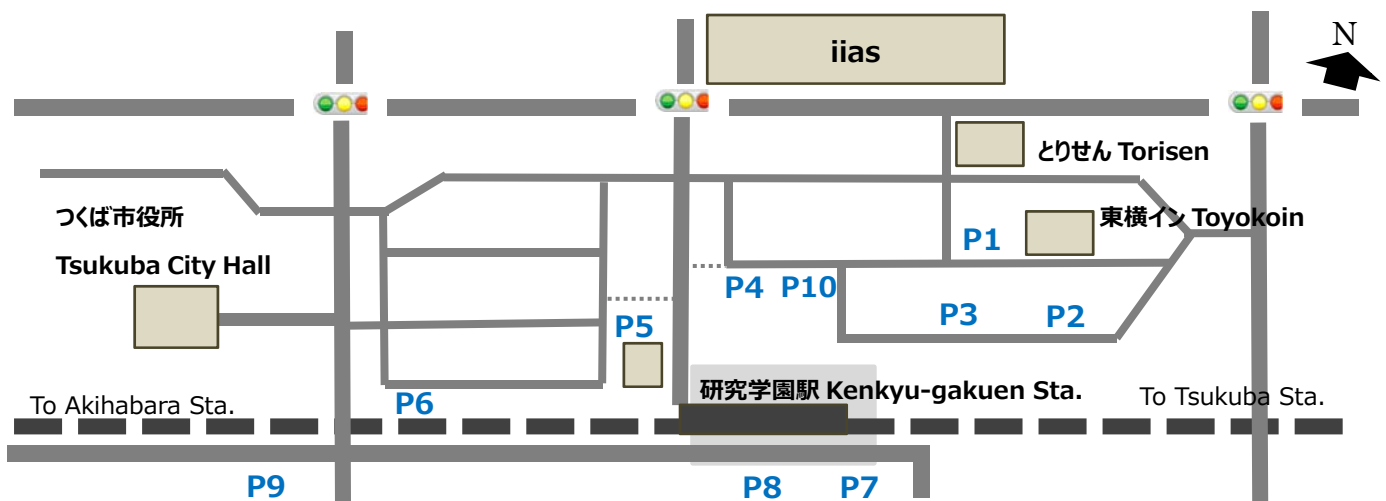 iias
N
とりせん Torisen
つくば市役所
東横イン Toyokoin
P1
Tsukuba City Hall
P4 P10
P3 P2
P5
研究学園駅 Kenkyu-gakuen Sta.
To Akihabara Sta.
P6
To Tsukuba Sta.
P9
P8 P7